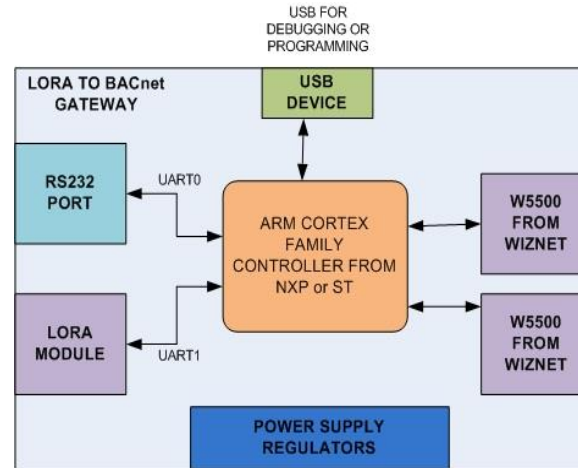 USB FOR
DEBUGGING OR
PROGRAMMING
LORA TO BACnet
GATEWAY
USB
DEVICE
RS232
PORT
UART0
ARM CORTEX
FAMILY
CONTROLLER FROM
NXP or ST
W5500
FROM
WIZNET
LORA
MODULE
UART1
W5500
FROM
WIZNET
POWER SUPPLY
REGULATORS